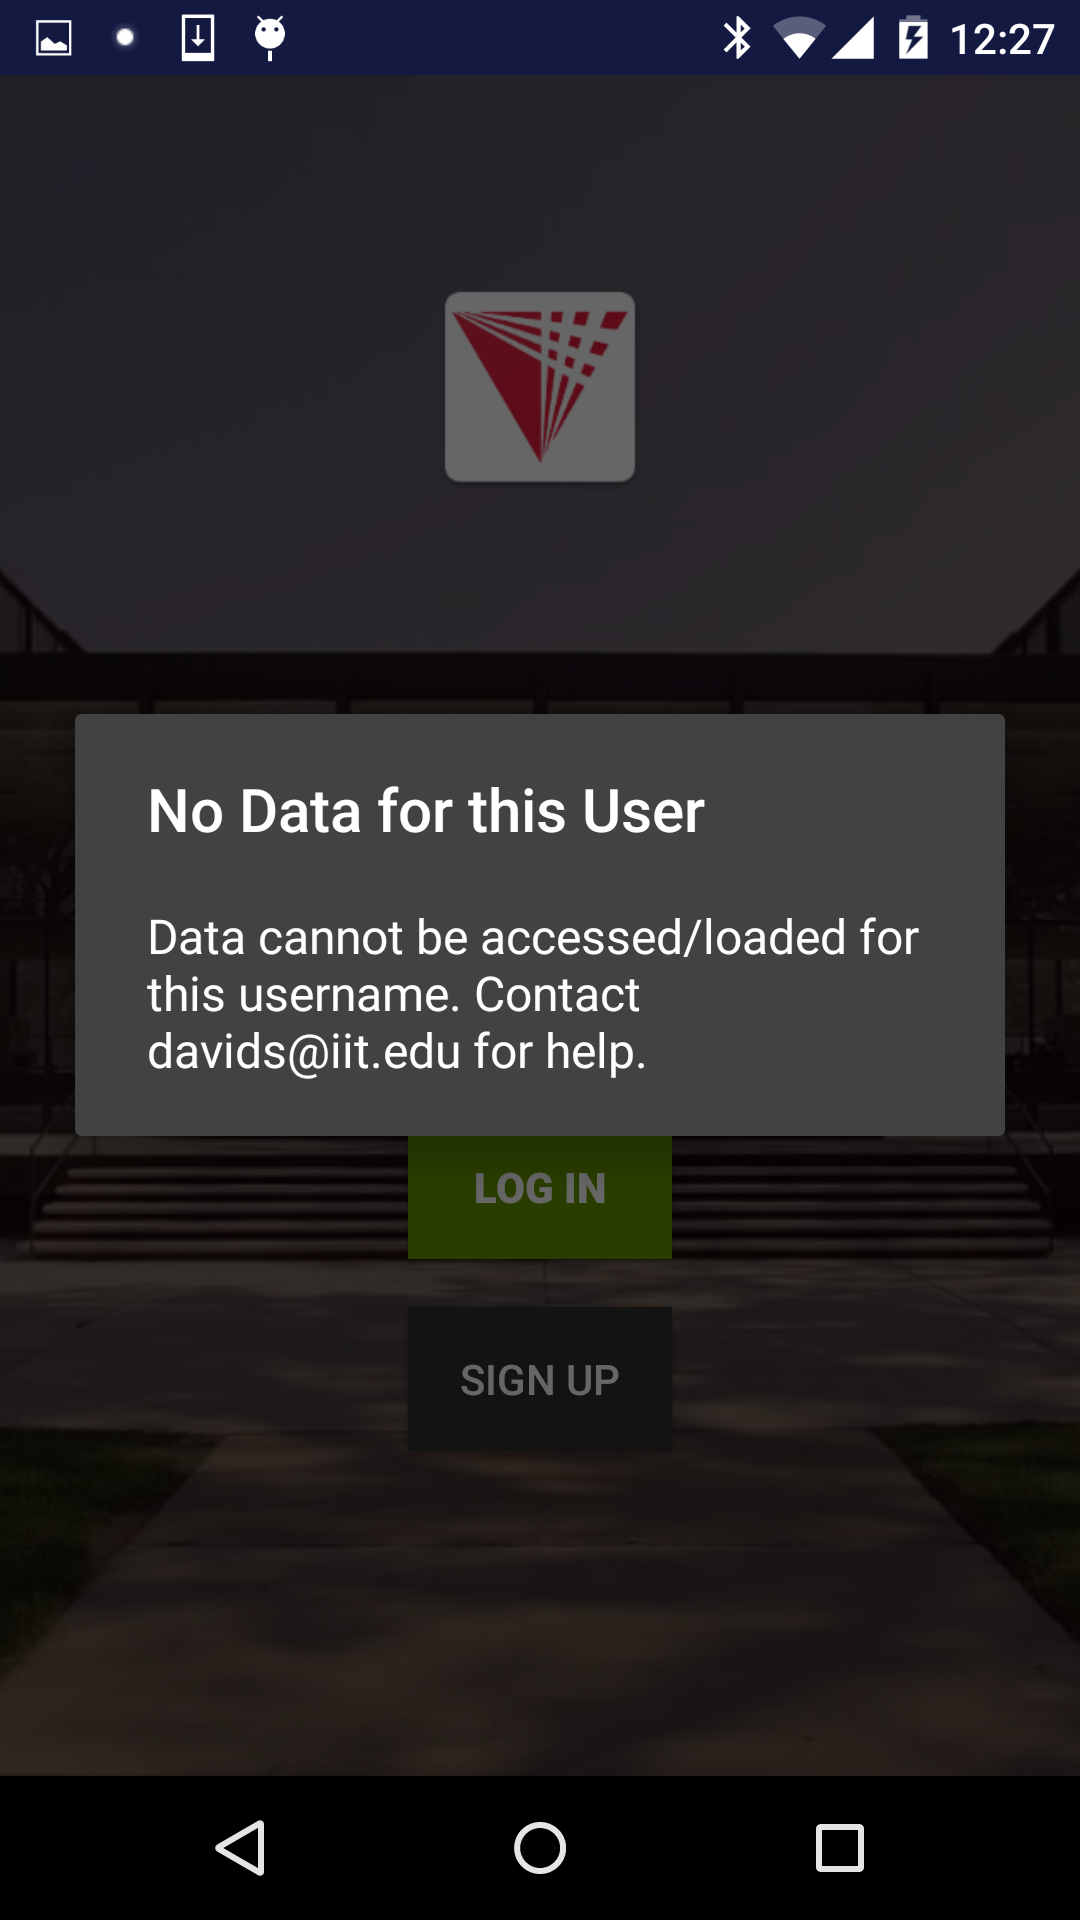 12:27
No Data for this User
Data cannot be accessed/loaded for
this username. Contact
davids@iit.edu for help.
LOG IN
SIGN UP